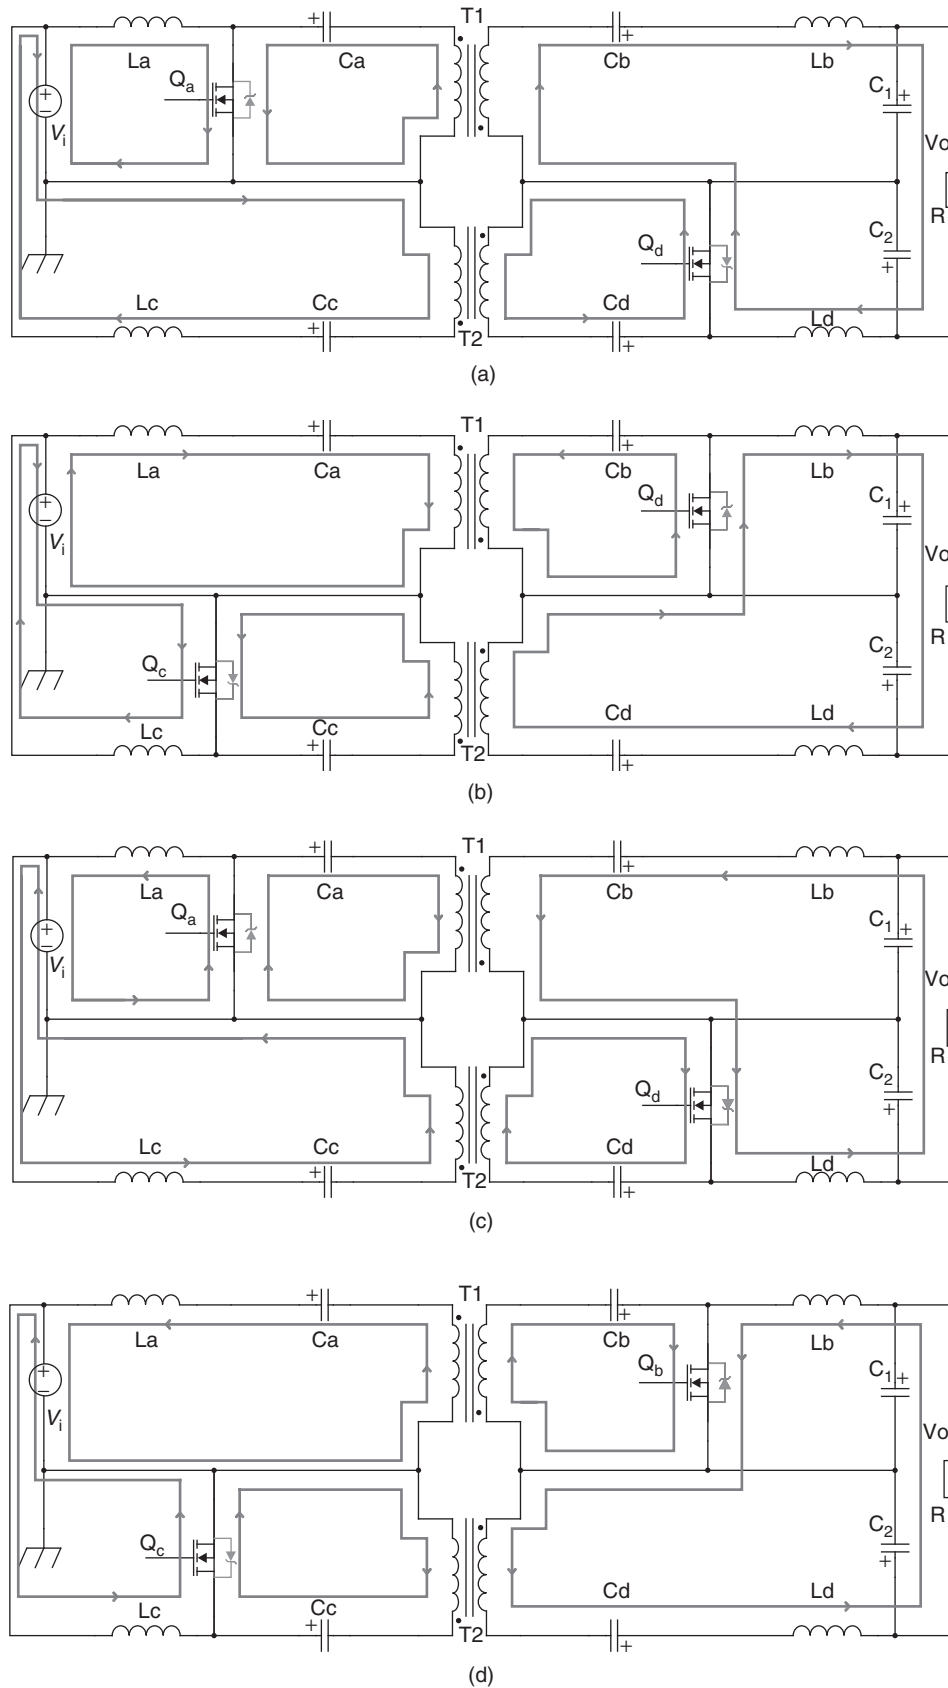 T1
La Ca Cb Lb
Qa C1 +
+
−
Vi
Vo
R
Qd C2 +
Lc Cc Cd Ld
T2
(a)
T1
La Ca Cb Lb
Qd C1 +
+
−
Vi
Vo
R
Qc C2 +
Lc Cc Cd Ld
T2
(b)
T1
La Ca Cb Lb
Qa C1 +
+
−
Vi
Vo
R
Qd C2 +
Lc Cc Cd Ld
T2
(c)
T1
La Ca Cb Lb
Qb C1 +
+
−
Vi
Vo
R
Qc C2 +
Lc Cc Cd Ld
T2
(d)